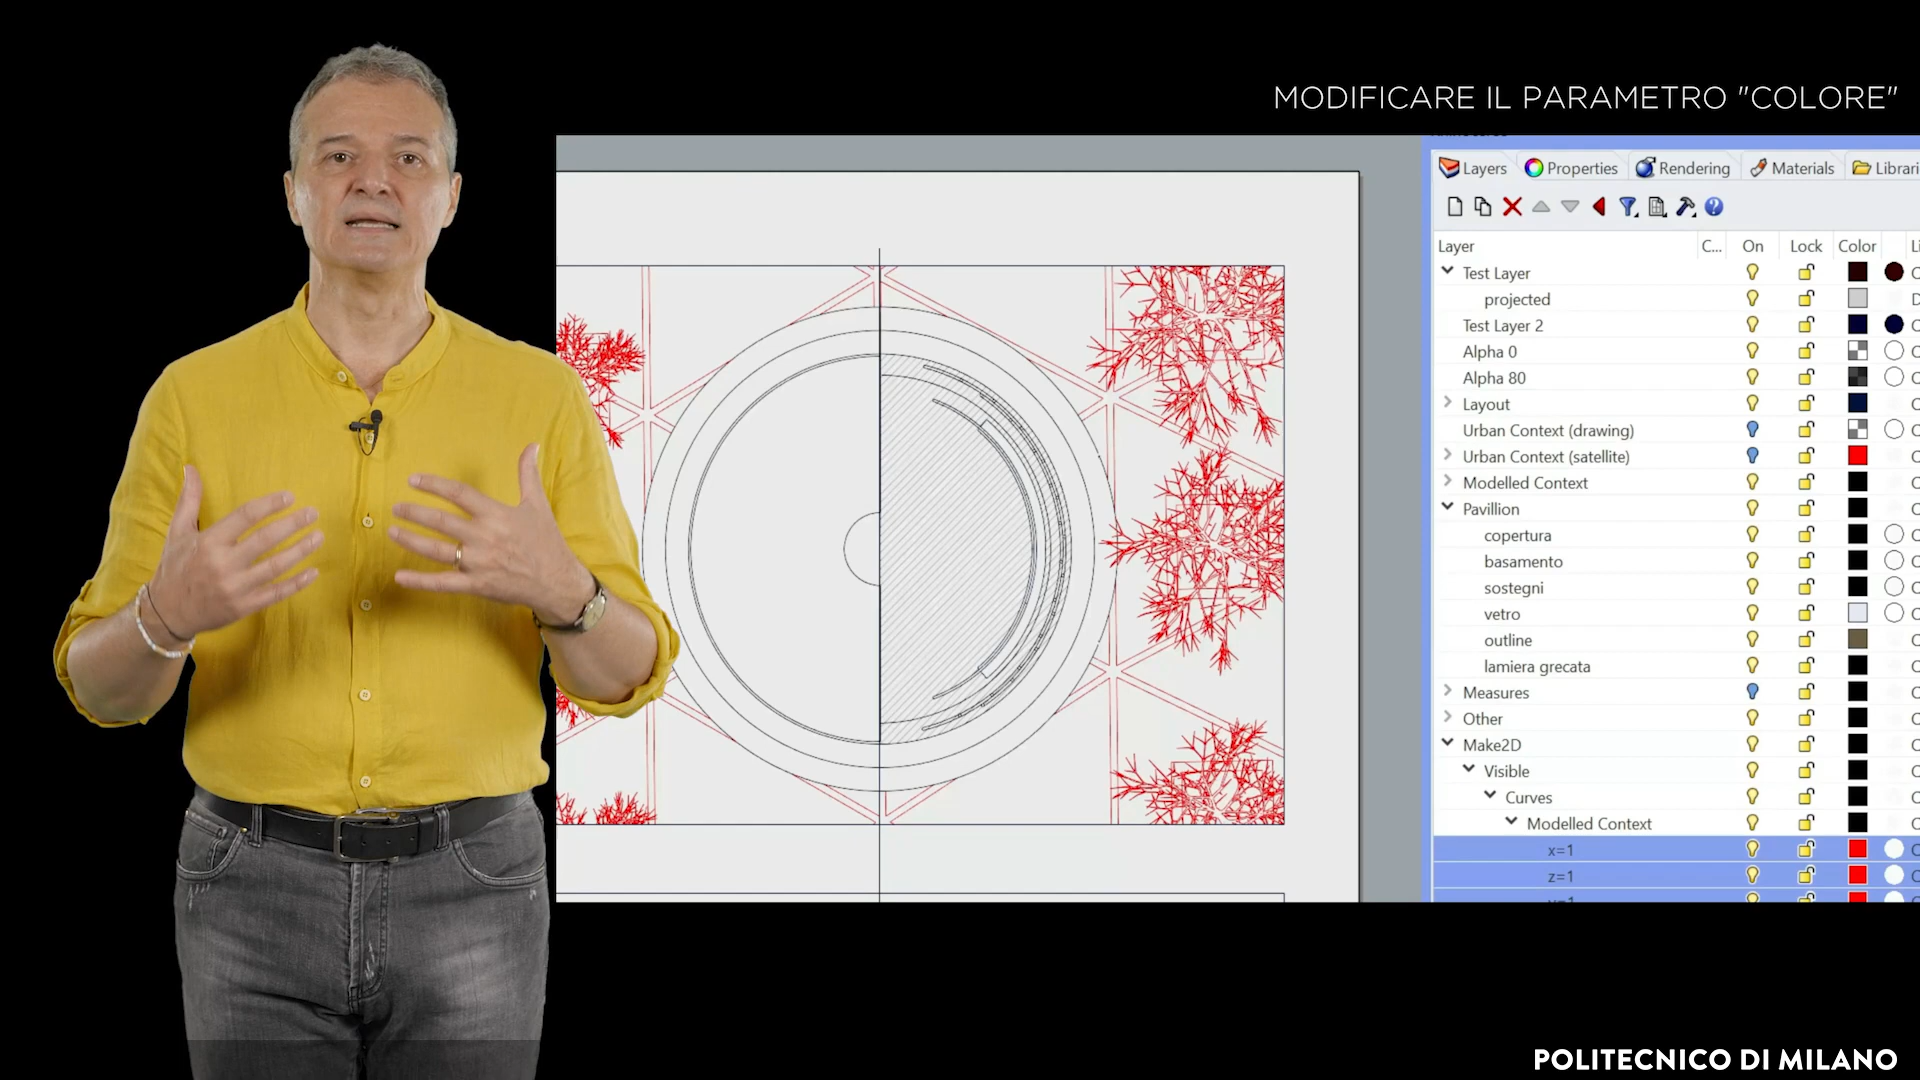 MODIFICARE IL PARAMETRO "COLORE"
Layers Properties Rendering Materials
Layer C... On Lock Color
Test Layer
projected
Test Layer 2
Alpha 0
Alpha 80
Layout
Urban Context (drawing)
Urban Context (satellite)
Modelled Context
Pavillion
copertura
basamento
sostegni
vetro
outline
lamiera grecata
Measures
Other
Make2D
Visible
Curves
Modelled Context
x=1
z=1
POLITECNICO DI MILANO